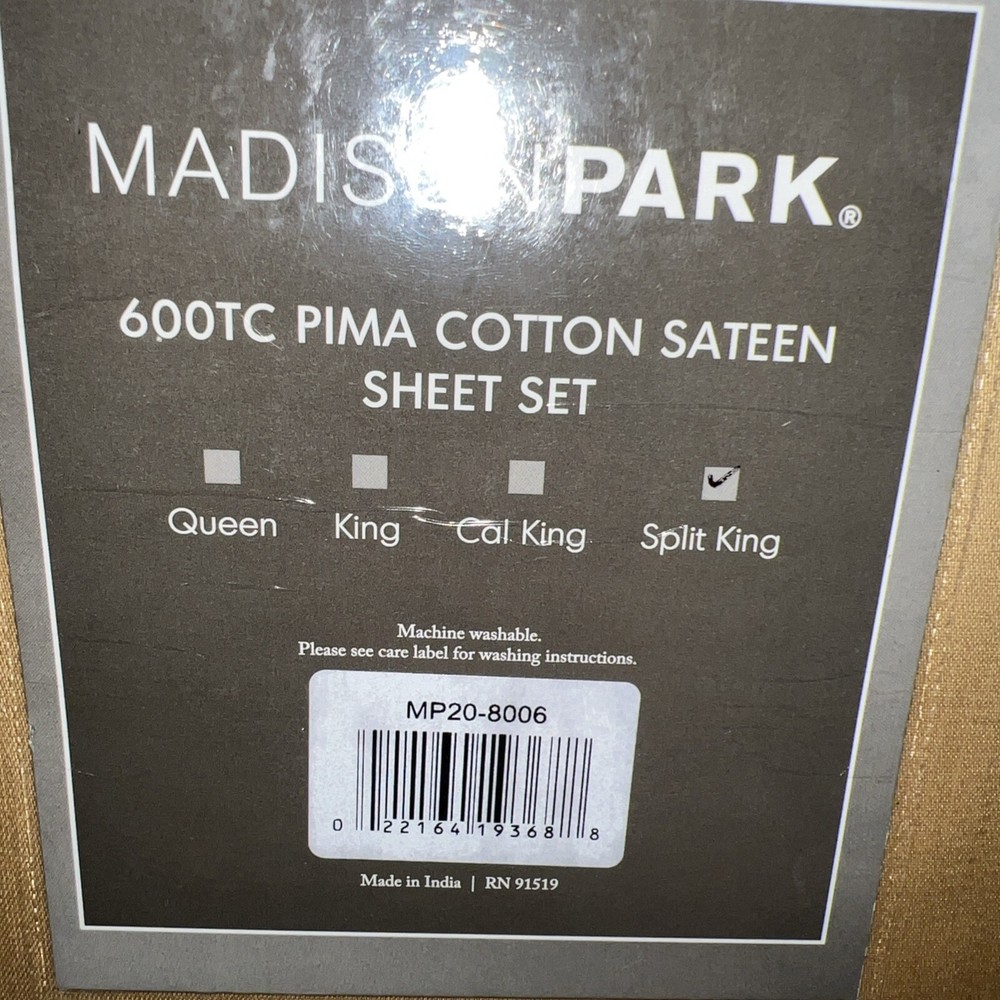 MADISON PARK®
600TC PIMA COTTON SATEEN
SHEET SET
Queen King Cal King Split King
Machine washable.
Please see care label for washing instructions.
MP20-8006
0 22164 19368 8
Made in India | RN 91519